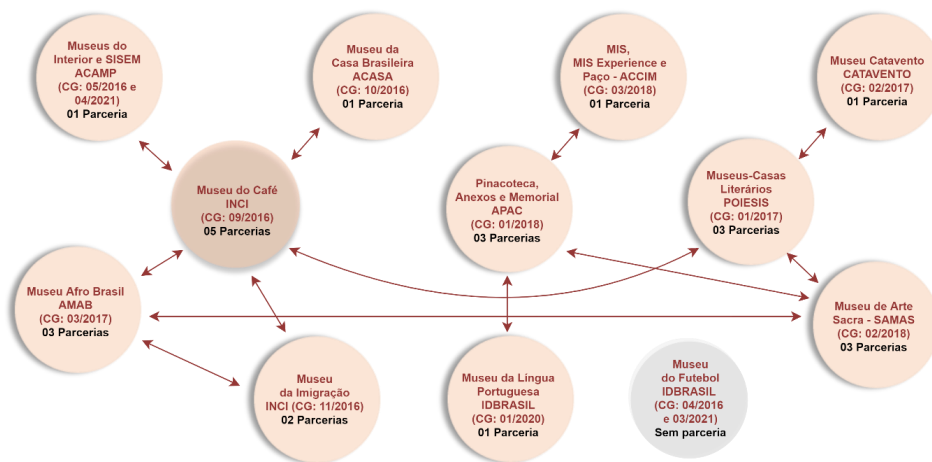 Museus do
Interior e SISEM
ACAMP
(CG: 05/2016 e
04/2021)
01 Parceria
Museu da
Casa Brasileira
ACASA
(CG: 10/2016)
01 Parceria
MIS,
MIS Experience e
Paço - ACCIM
(CG: 03/2018)
01 Parceria
Museu Catavento
CATAVENTO
(CG: 02/2017)
01 Parceria
Museu do Café
INCI
(CG: 09/2016)
05 Parcerias
Pinacoteca,
Anexos e Memorial
APAC
(CG: 01/2018)
03 Parcerias
Museus-Casas
Literários
POIESIS
(CG: 01/2017)
03 Parcerias
Museu Afro Brasil
AMAB
(CG: 03/2017)
03 Parcerias
Museu de Arte
Sacra - SAMAS
(CG: 02/2018)
03 Parcerias
Museu
da Imigração
INCI (CG: 11/2016)
02 Parcerias
Museu da Língua
Portuguesa
IDBRASIL
(CG: 01/2020)
01 Parceria
Museu
do Futebol
IDBRASIL
(CG: 04/2016
e 03/2021)
Sem parceria